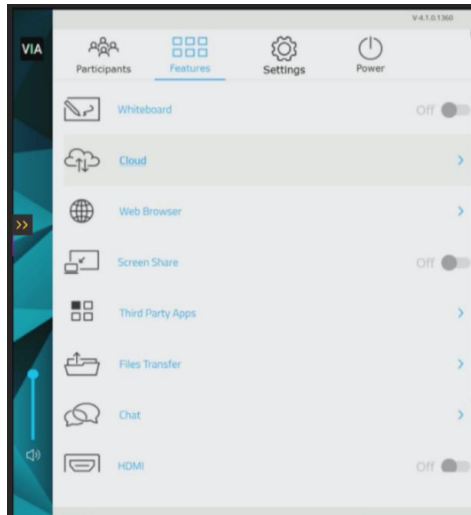 V-4.1.0.1360
VIA
Participants
Features
Settings
Power
Whiteboard
Off
Cloud
Web Browser
Screen Share
Off
Third Party Apps
Files Transfer
Chat
HDMI
Off